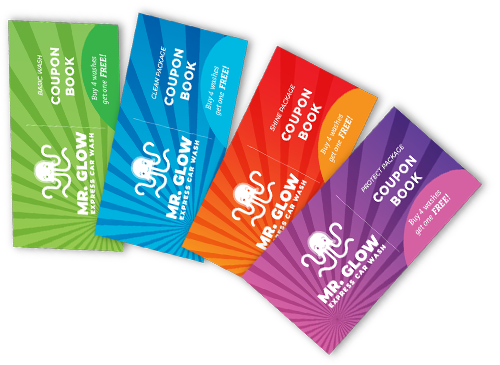 BASIC WASH
COUPON
BOOK
Buy 4 washes
get one FREE!
MR. GLOW
EXPRESS CAR WASH
CLEAN PACKAGE
COUPON
BOOK
Buy 4 washes
get one FREE!
MR. GLOW
EXPRESS CAR WASH
SHINE PACKAGE
COUPON
BOOK
Buy 4 washes
get one FREE!
MR. GLOW
EXPRESS CAR WASH
PROTECT PACKAGE
COUPON
BOOK
Buy 4 washes
get one FREE!
MR. GLOW
EXPRESS CAR WASH